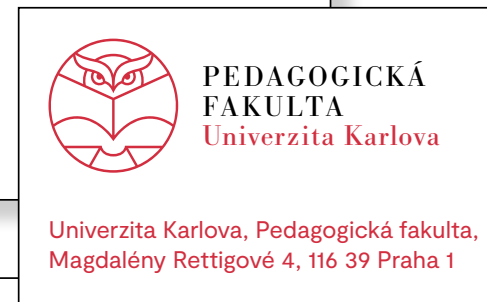 PEDAGOGICKÁ
FAKULTA
Univerzita Karlova
Univerzita Karlova, Pedagogická fakulta,
Magdalény Rettigové 4, 116 39 Praha 1